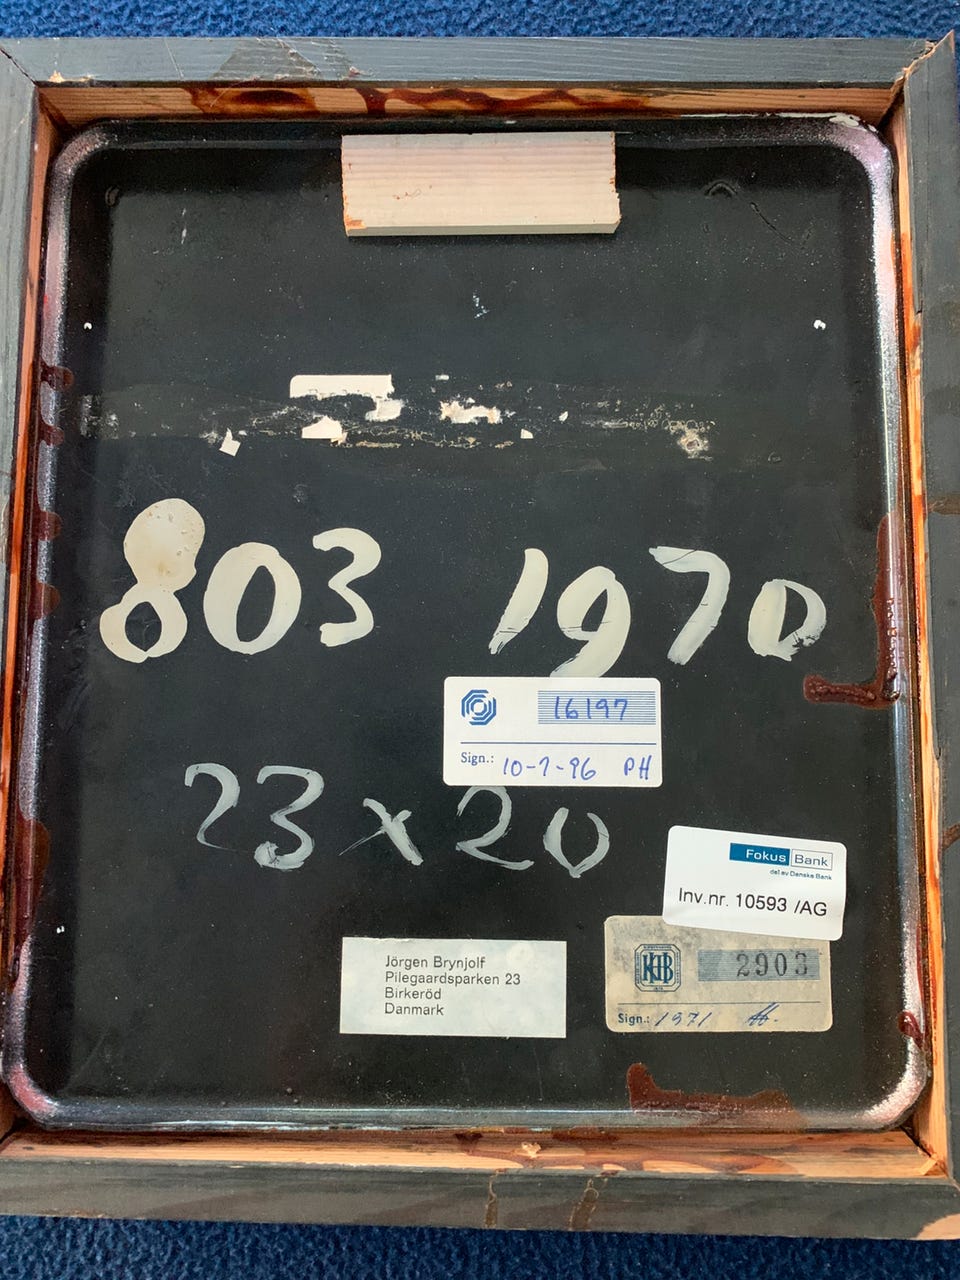 803 1970
16197
Sign.: 10-7-96 PH
23 x 20
Fokus Bank
del av Danske Bank
Inv.nr. 10593 /AG
Jörgen Brynjolf
Pilegaardsparken 23
Birkeröd
Danmark
KHB
2903
Sign.: 1971